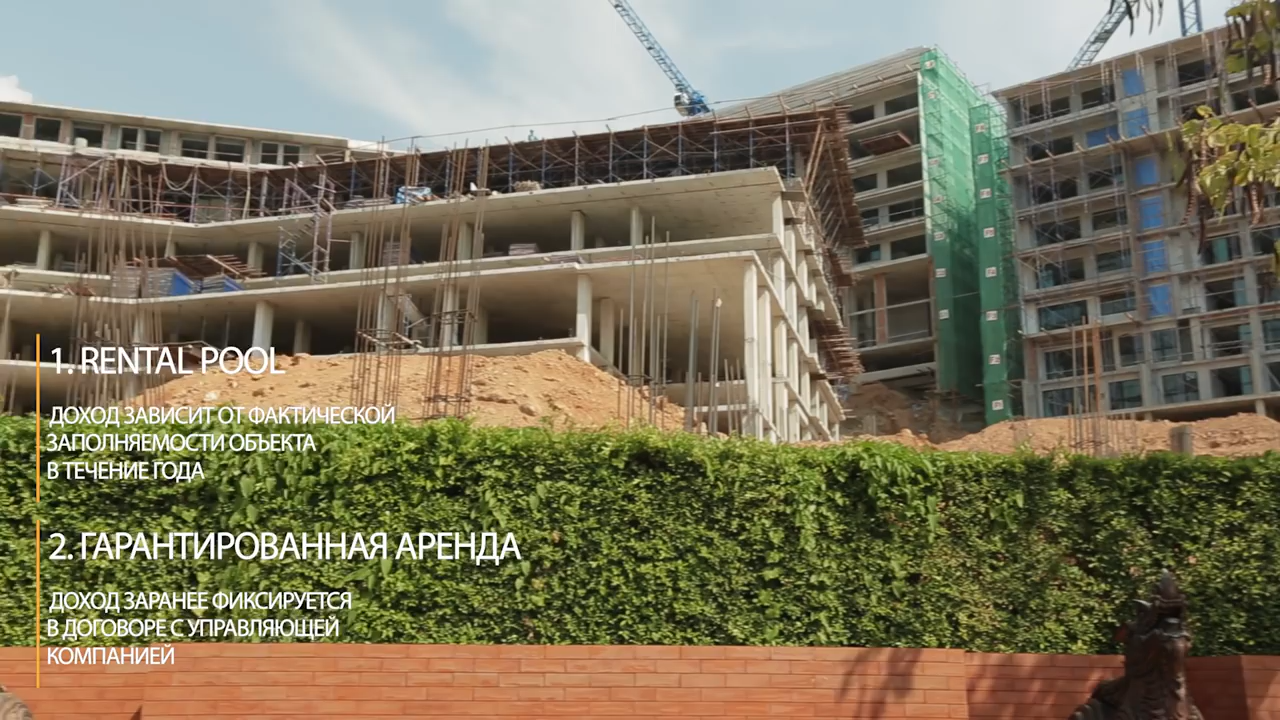 1. RENTAL POOL
ДОХОД ЗАВИСИТ ОТ ФАКТИЧЕСКОЙ
ЗАПОЛНЯЕМОСТИ ОБЪЕКТА
В ТЕЧЕНИЕ ГОДА
2. ГАРАНТИРОВАННАЯ АРЕНДА
ДОХОД ЗАРАНЕЕ ФИКСИРУЕТСЯ
В ДОГОВОРЕ С УПРАВЛЯЮЩЕЙ
КОМПАНИЕЙ